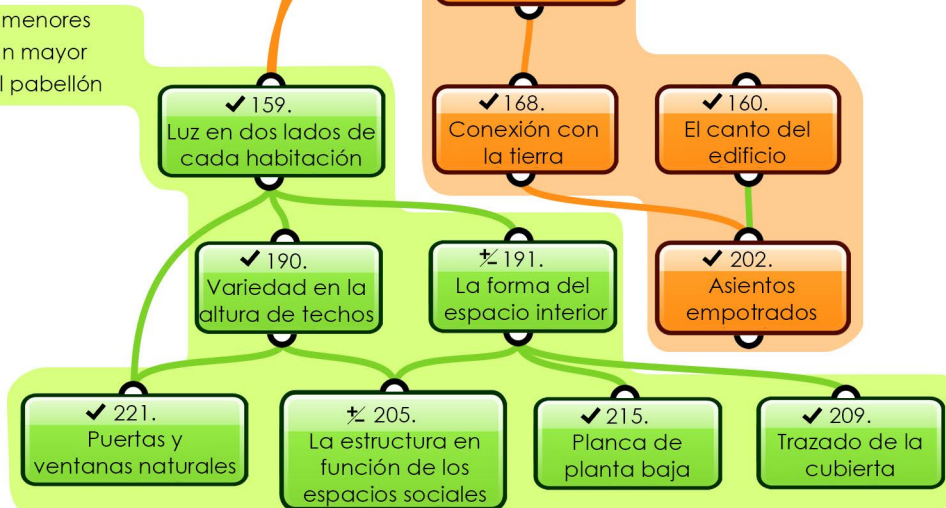 menores
n mayor
l pabellón
✔ 159.
Luz en dos lados de
cada habitación
✔ 168.
Conexión con
la tierra
✔ 160.
El canto del
edificio
✔ 190.
Variedad en la
altura de techos
+⁄- 191.
La forma del
espacio interior
✔ 202.
Asientos
empotrados
✔ 221.
Puertas y
ventanas naturales
+⁄- 205.
La estructura en
función de los
espacios sociales
✔ 215.
Planca de
planta baja
✔ 209.
Trazado de la
cubierta